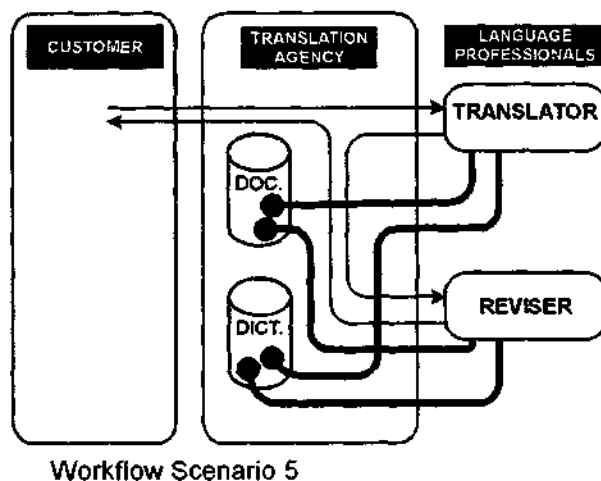 CUSTOMER
TRANSLATION
AGENCY
LANGUAGE
PROFESSIONALS
TRANSLATOR
DOC.
DICT.
REVISER
Workflow Scenario 5